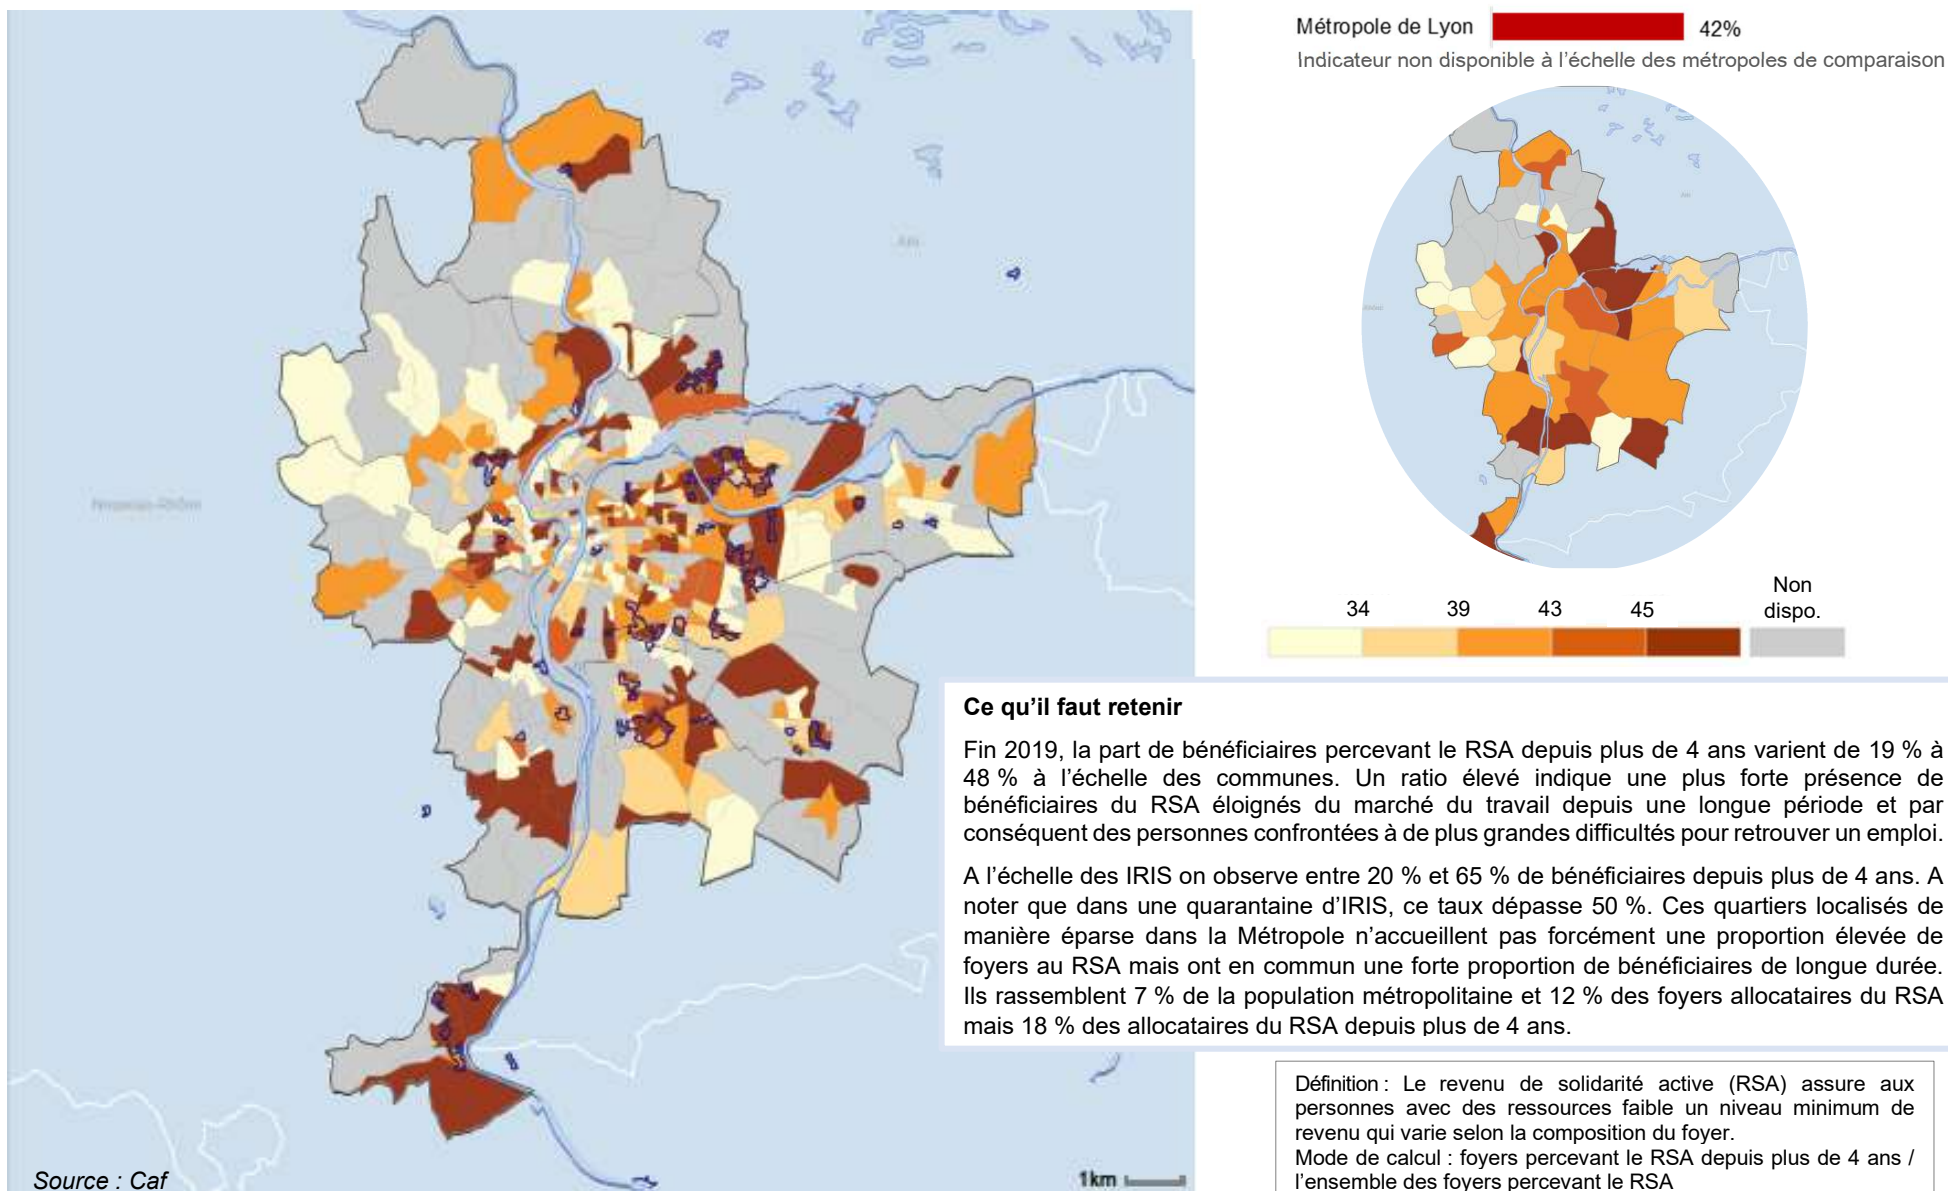 Métropole de Lyon 42%
Indicateur non disponible à l'échelle des métropoles de comparaison
Ain
34 39 43 45 Non
dispo.
Ce qu'il faut retenir
Fin 2019, la part de bénéficiaires percevant le RSA depuis plus de 4 ans varient de 19 % à
48 % à l'échelle des communes. Un ratio élevé indique une plus forte présence de
bénéficiaires du RSA éloignés du marché du travail depuis une longue période et par
conséquent des personnes confrontées à de plus grandes difficultés pour retrouver un emploi.
A l'échelle des IRIS on observe entre 20 % et 65 % de bénéficiaires depuis plus de 4 ans. A
noter que dans une quarantaine d'IRIS, ce taux dépasse 50 %. Ces quartiers localisés de
manière éparse dans la Métropole n'accueillent pas forcément une proportion élevée de
foyers au RSA mais ont en commun une forte proportion de bénéficiaires de longue durée.
Ils rassemblent 7 % de la population métropolitaine et 12 % des foyers allocataires du RSA
mais 18 % des allocataires du RSA depuis plus de 4 ans.
Définition : Le revenu de solidarité active (RSA) assure aux
personnes avec des ressources faible un niveau minimum de
revenu qui varie selon la composition du foyer.
Mode de calcul : foyers percevant le RSA depuis plus de 4 ans /
l'ensemble des foyers percevant le RSA
Source : Caf
1km